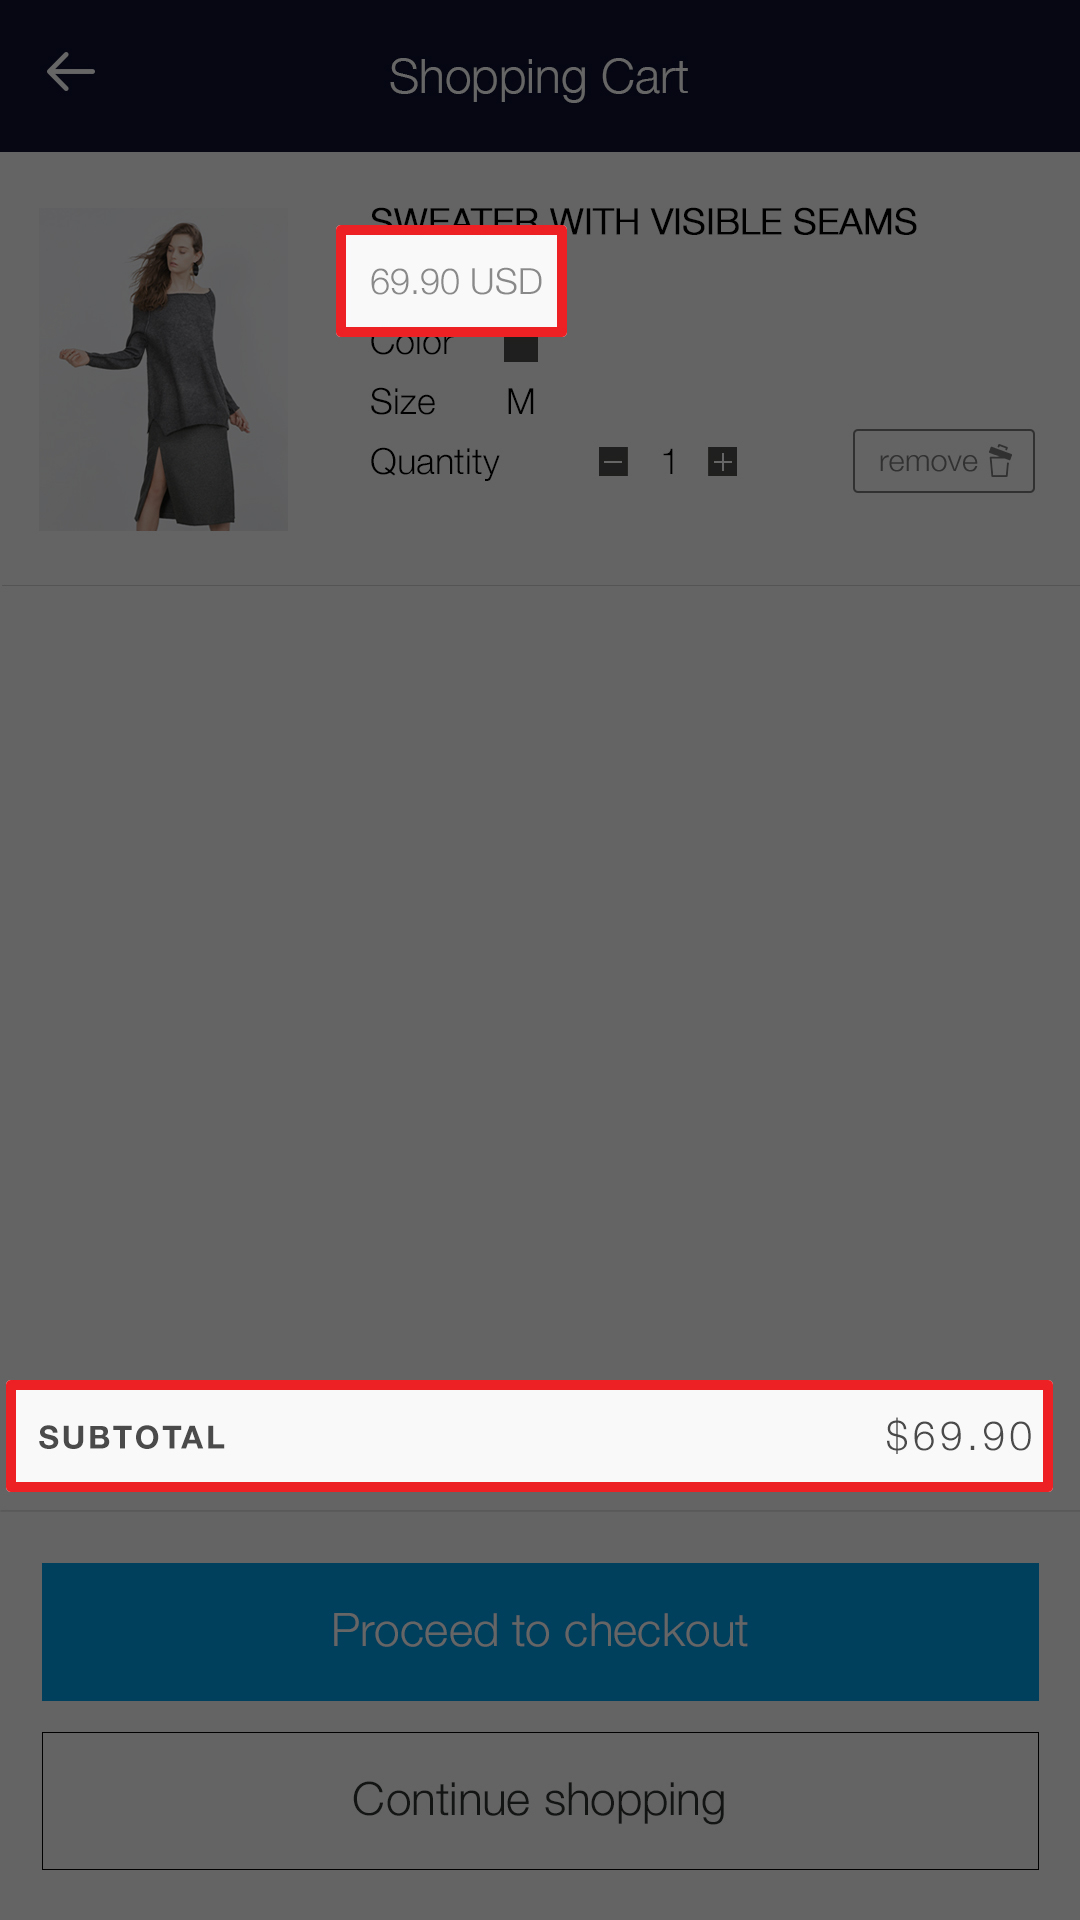 Shopping Cart
SWEATER WITH VISIBLE SEAMS
69.90 USD
Color
Size M
Quantity 1
remove
SUBTOTAL $69.90
Proceed to checkout
Continue shopping